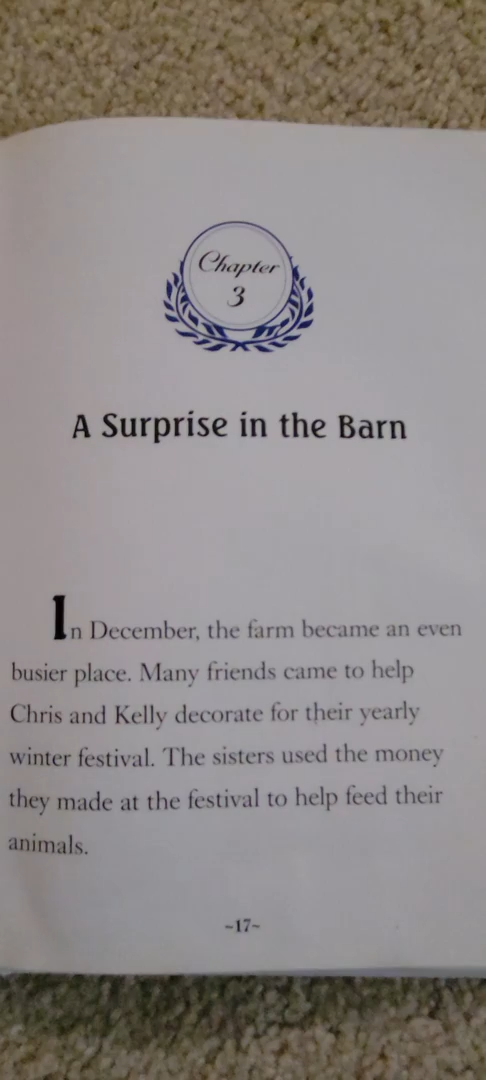 Chapter
3
A Surprise in the Barn
In December, the farm became an even
busier place. Many friends came to help
Chris and Kelly decorate for their yearly
winter festival. The sisters used the money
they made at the festival to help feed their
animals.
~17~